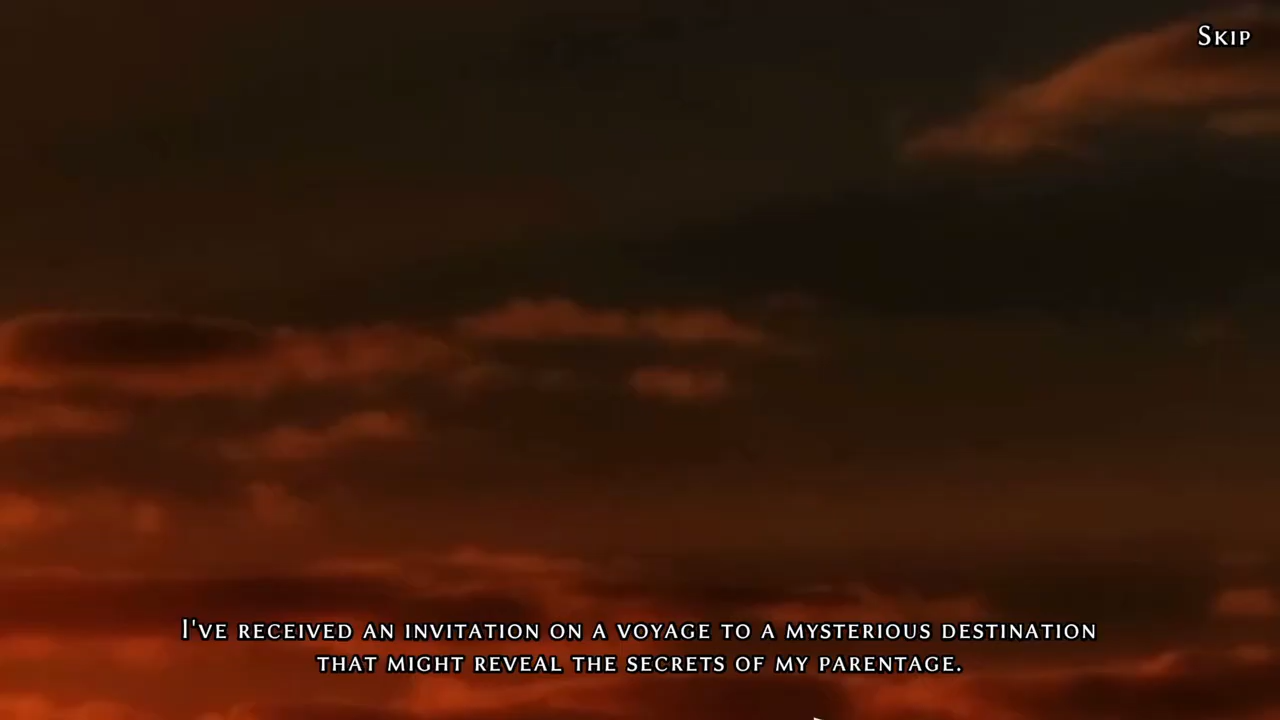 Skip
I've received an invitation on a voyage to a mysterious destination
that might reveal the secrets of my parentage.